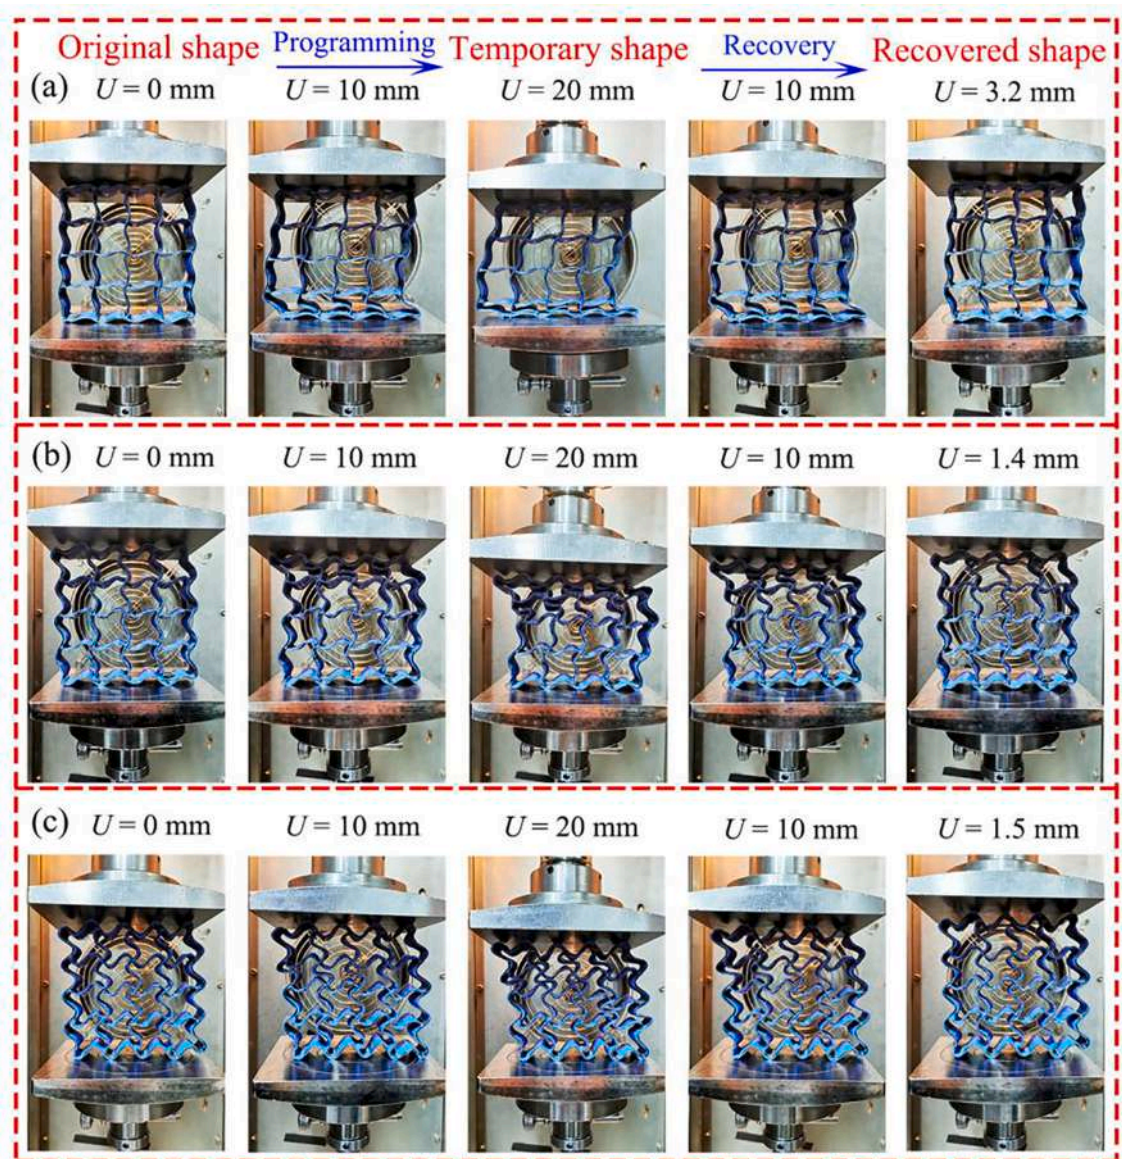 Original shape Programming Temporary shape Recovery Recovered shape
(a) U = 0 mm U = 10 mm U = 20 mm U = 10 mm U = 3.2 mm
(b) U = 0 mm U = 10 mm U = 20 mm U = 10 mm U = 1.4 mm
(c) U = 0 mm U = 10 mm U = 20 mm U = 10 mm U = 1.5 mm